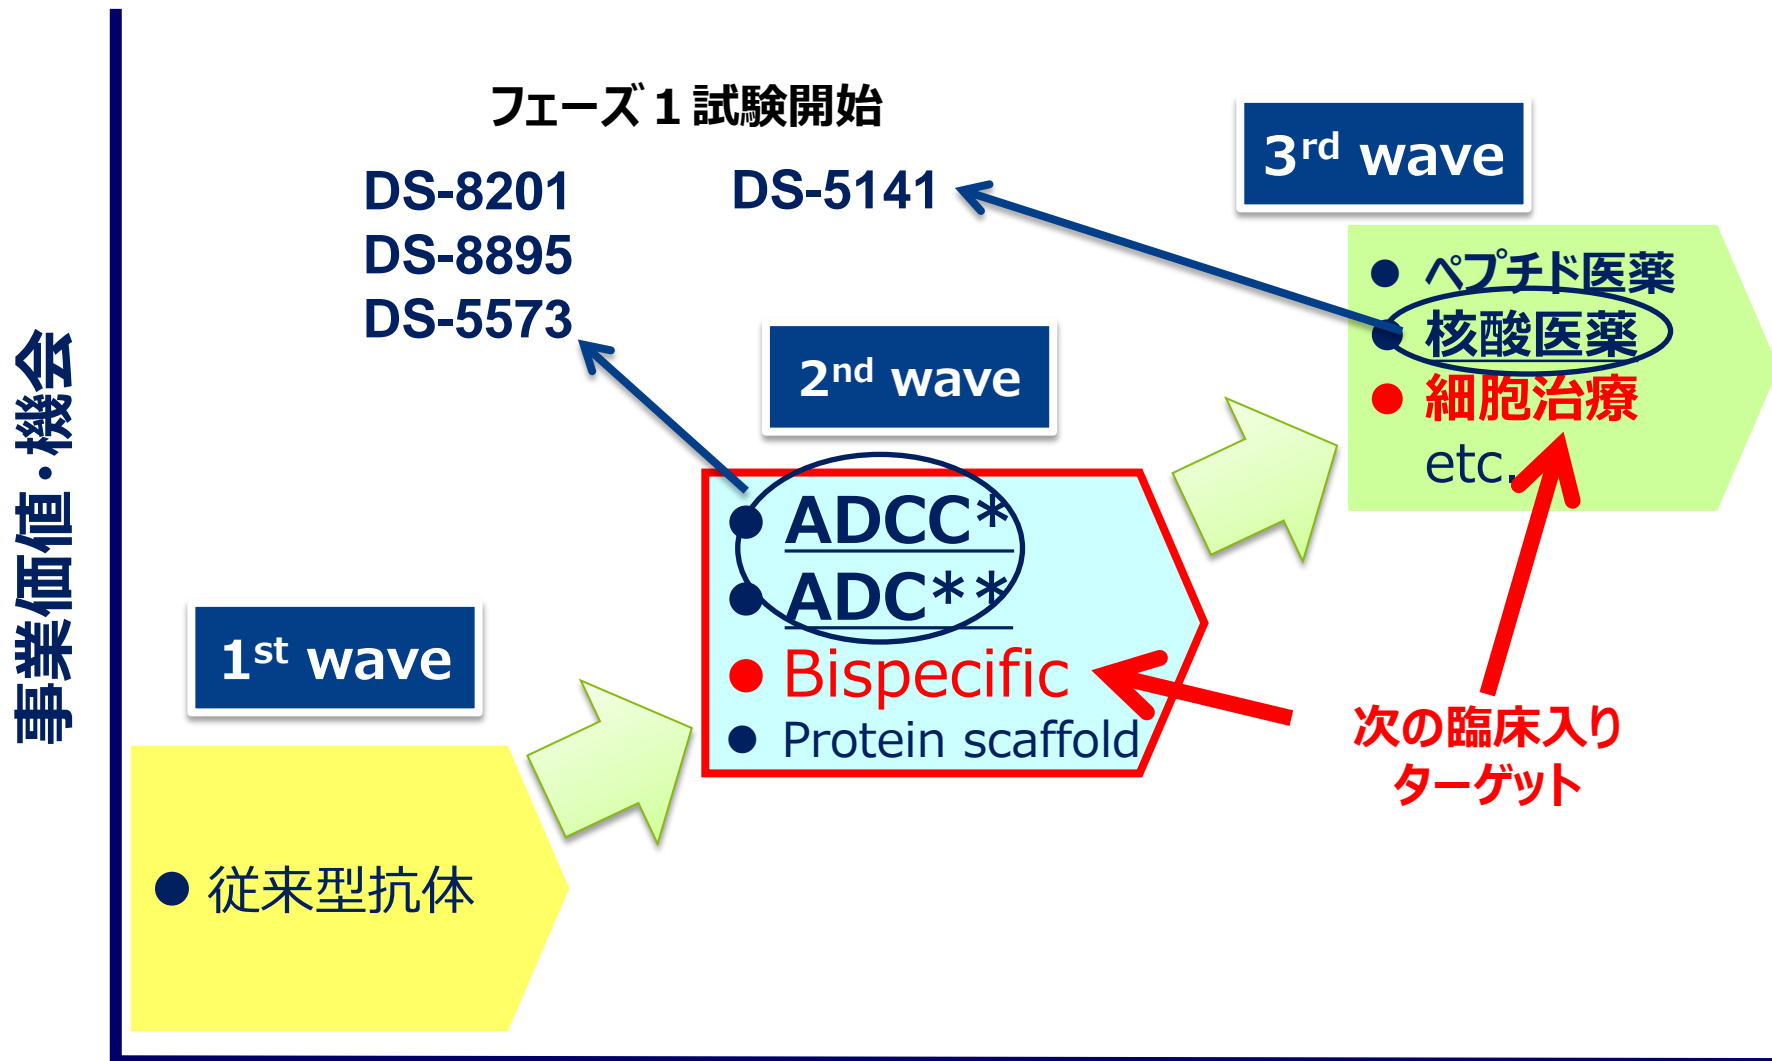 事業価値・機会
フェーズ１試験開始
DS-8201
DS-8895
DS-5573
DS-5141
1st wave
● 従来型抗体
2nd wave
● ADCC*
● ADC**
● Bispecific
● Protein scaffold
3rd wave
● ペプチド医薬
● 核酸医薬
● 細胞治療
etc.
次の臨床入り
ターゲット